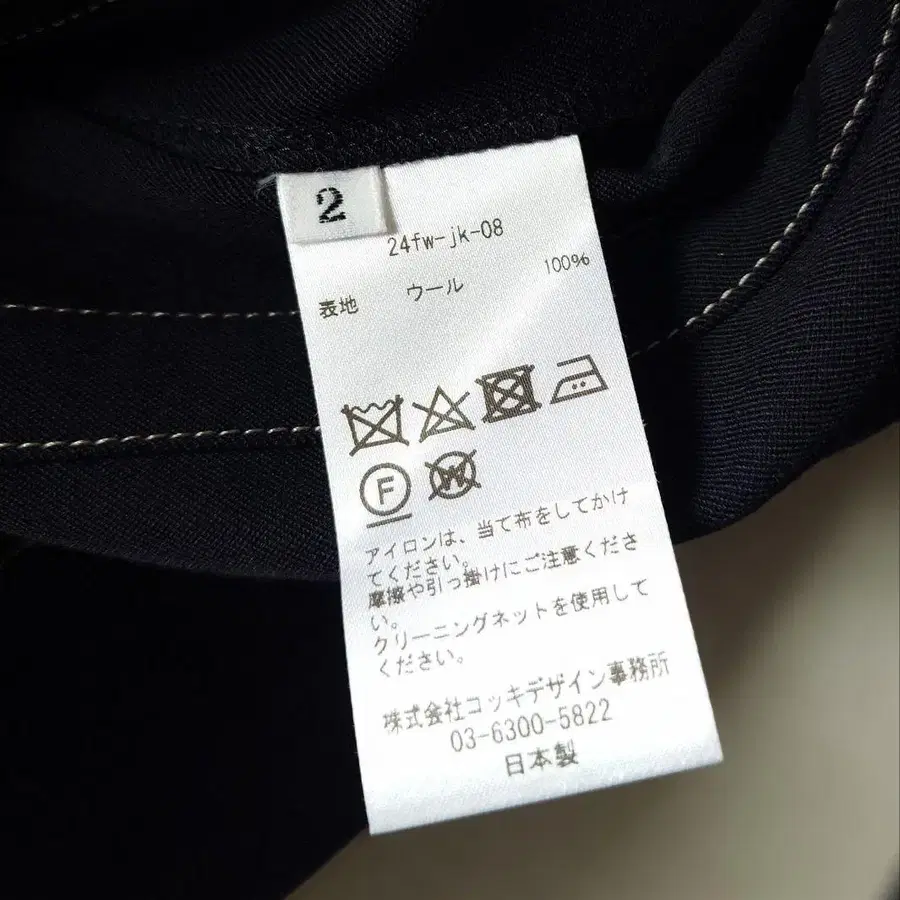 2
24fw-jk-08
表地 ウール 100%
F
W
アイロンは、当て布をしてかけ
てください。
摩擦や引っ掛けにご注意くださ
い。
クリーニングネットを使用して
ください。
株式会社コッキデザイン事務所
03-6300-5822
日本製